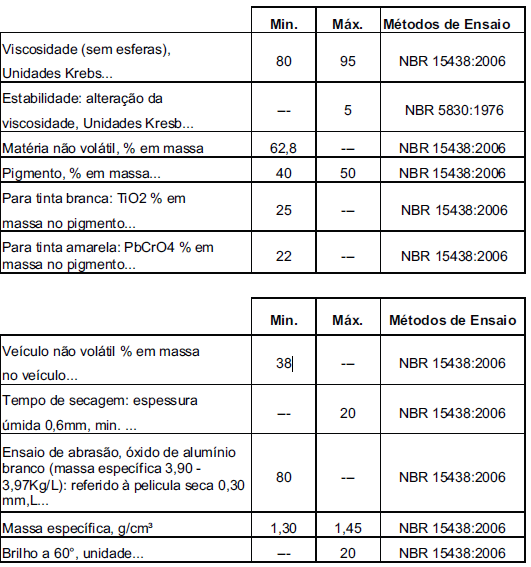 Min. Máx. Métodos de Ensaio
Viscosidade (sem esferas),
Unidades Krebs... 80 95 NBR 15438:2006
Estabilidade: alteração da
viscosidade, Unidades Kresb... --- 5 NBR 5830:1976
Matéria não volátil, % em massa 62,8 --- NBR 15438:2006
Pigmento, % em massa... 40 50 NBR 15438:2006
Para tinta branca: TiO2 % em
massa no pigmento... 25 --- NBR 15438:2006
Para tinta amarela: PbCrO4 % em
massa no pigmento... 22 --- NBR 15438:2006
Min. Máx. Métodos de Ensaio
Veículo não volátil % em massa
no veículo... 38 --- NBR 15438:2006
Tempo de secagem: espessura
úmida 0,6mm, min. ... --- 20 NBR 15438:2006
Ensaio de abrasão, óxido de alumínio
branco (massa específica 3,90 -
3,97Kg/L): referido à pelicula seca 0,30
mm,L... 80 --- NBR 15438:2006
Massa específica, g/cm³ 1,30 1,45 NBR 15438:2006
Brilho a 60°, unidade... --- 20 NBR 15438:2006